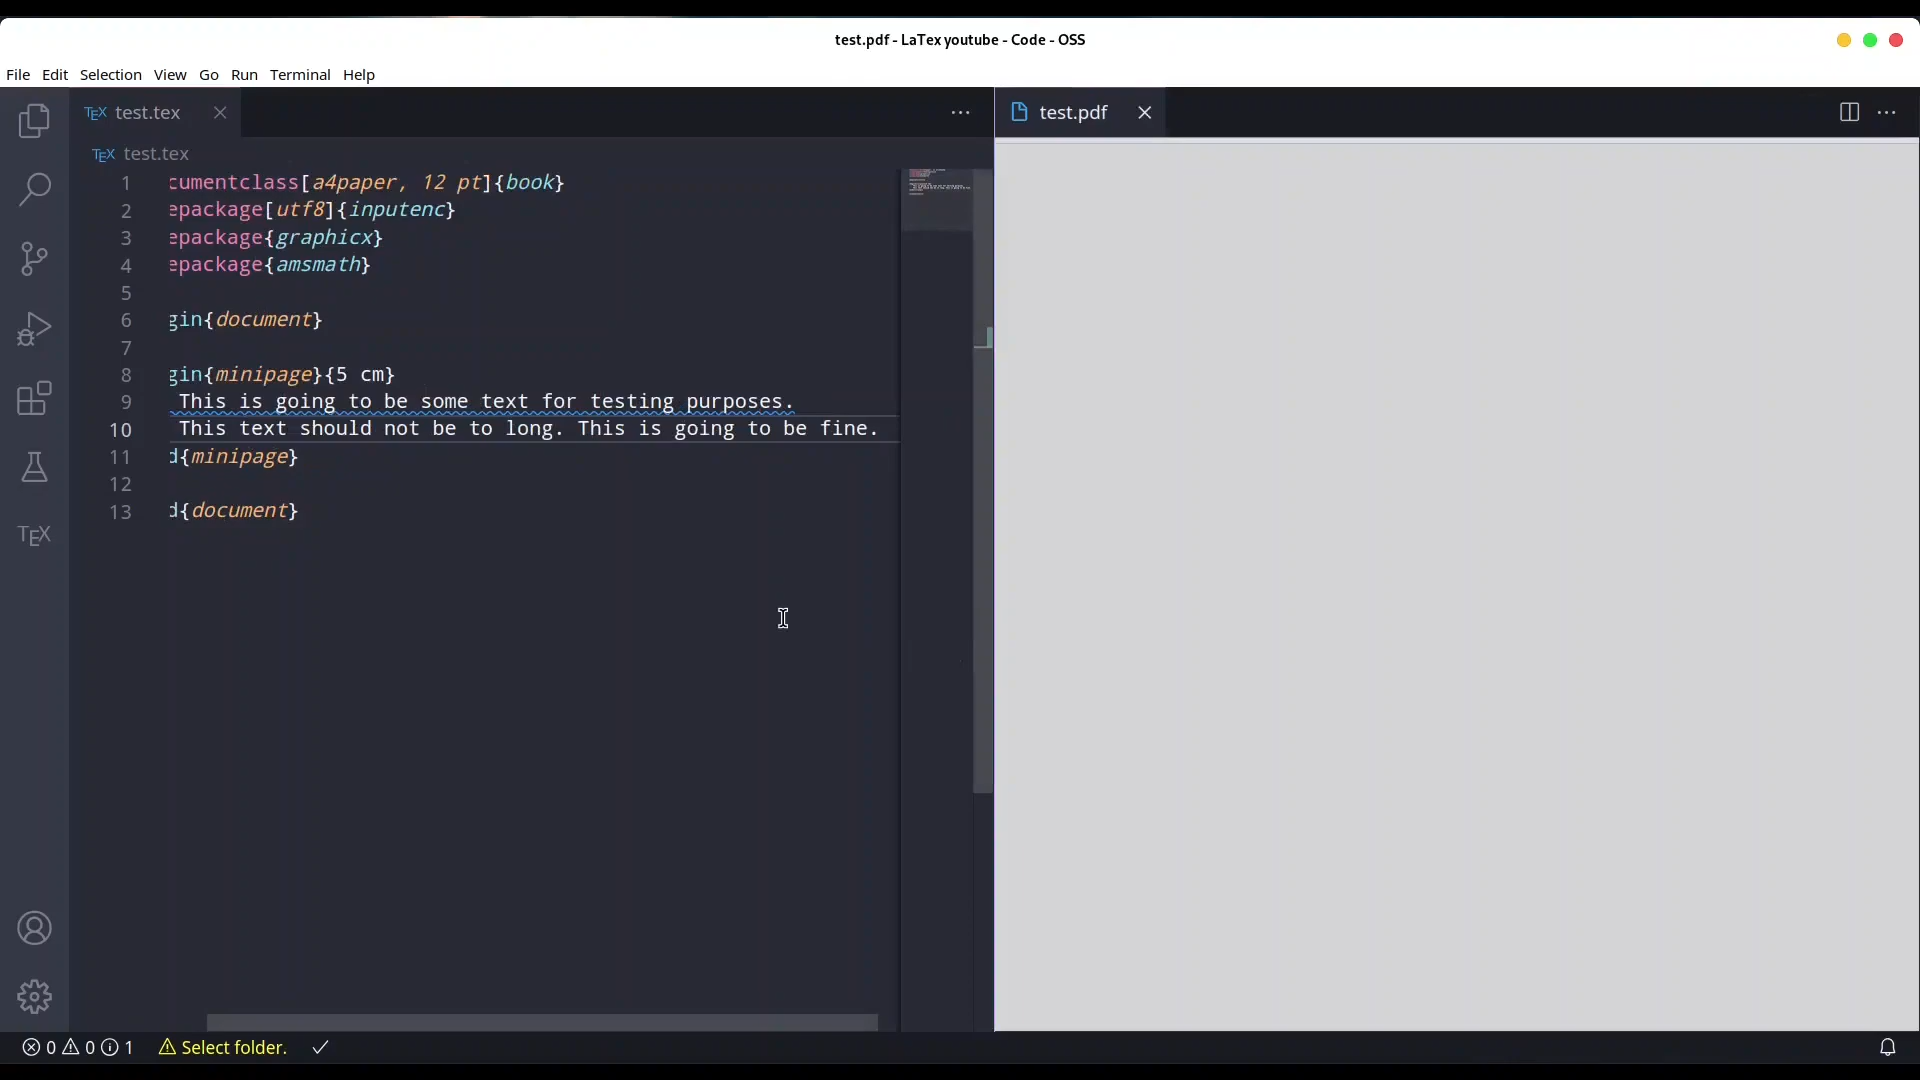 test.pdf - LaTex youtube - Code - OSS
File Edit Selection View Go Run Terminal Help
TEX test.tex
test.pdf
TEX test.tex
1 cumentclass[a4paper, 12 pt]{book}
2 epackage[utf8]{inputenc}
3 epackage{graphicx}
4 epackage{amsmath}
5
6 gin{document}
7
8 gin{minipage}{5 cm}
9 This is going to be some text for testing purposes.
10 This text should not be to long. This is going to be fine.
11 d{minipage}
12
13 d{document}
TEX
0 0 1 Select folder.